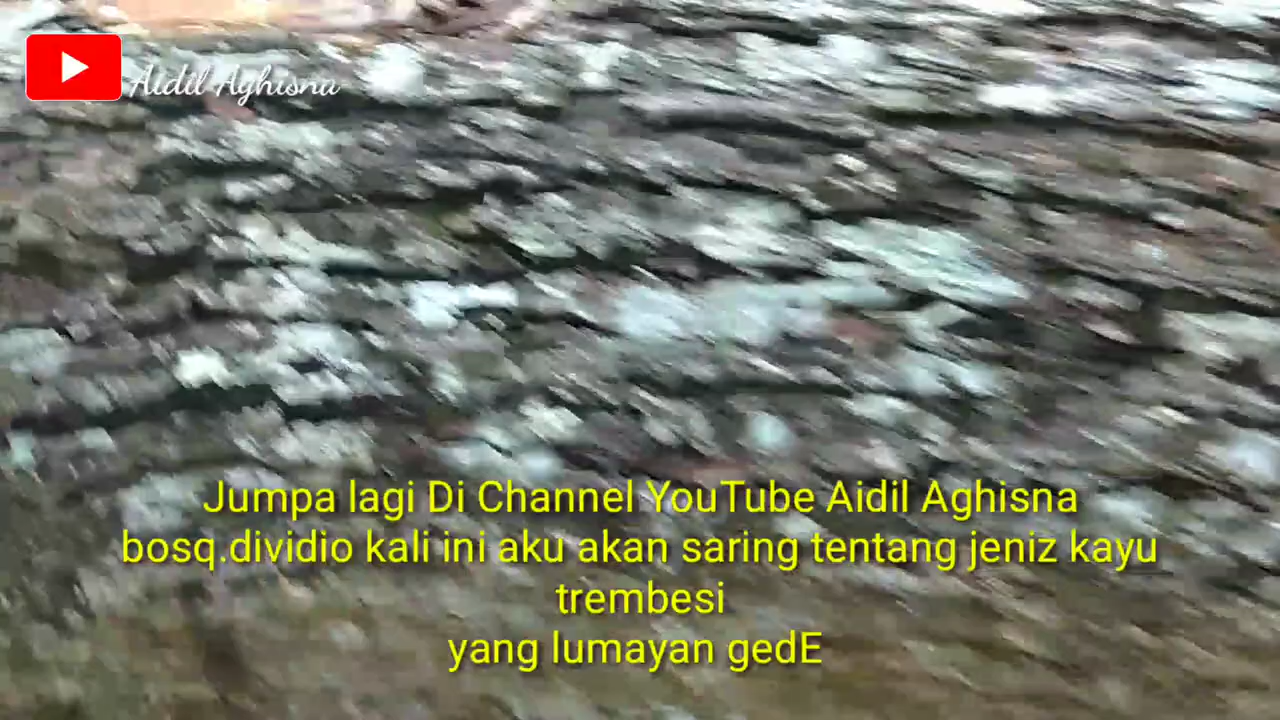 Aidil Aghisna
Jumpa lagi Di Channel YouTube Aidil Aghisna
bosq.dividio kali ini aku akan saring tentang jeniz kayu
trembesi
yang lumayan gedE